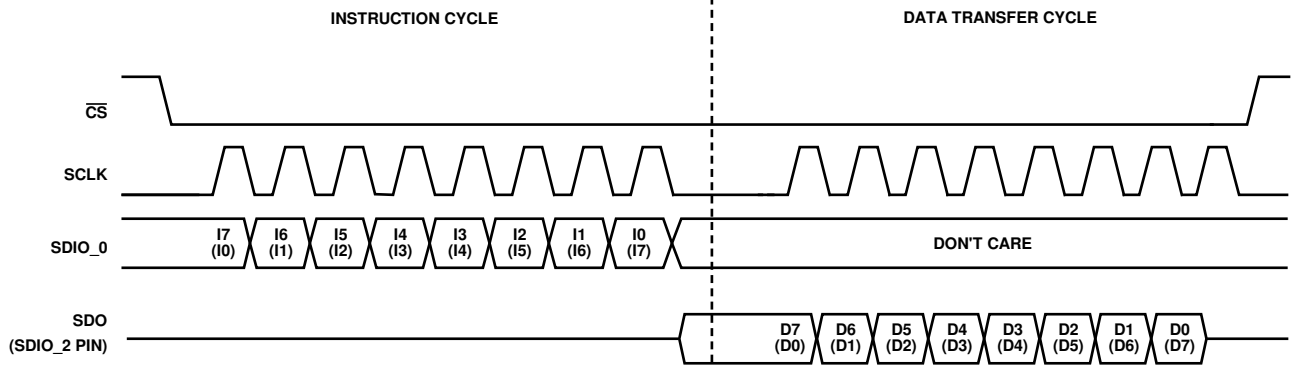 INSTRUCTION CYCLE DATA TRANSFER CYCLE
CS
SCLK
SDIO_0
I7 I6 I5 I4 I3 I2 I1 I0
(I0) (I1) (I2) (I3) (I4) (I5) (I6) (I7)
DON'T CARE
SDO
(SDIO_2 PIN)
D7 D6 D5 D4 D3 D2 D1 D0
(D0) (D1) (D2) (D3) (D4) (D5) (D6) (D7)